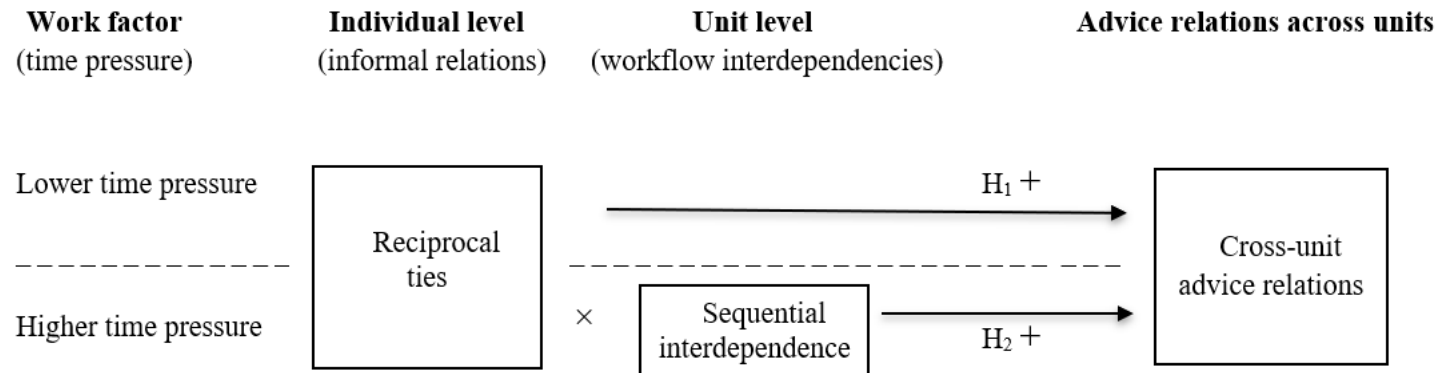 Work factor
(time pressure)
Individual level
(informal relations)
Unit level
(workflow interdependencies)
Advice relations across units
Lower time pressure
Higher time pressure
Reciprocal
ties
H₁ +
×
Sequential
interdependence
H₂ +
Cross-unit
advice relations